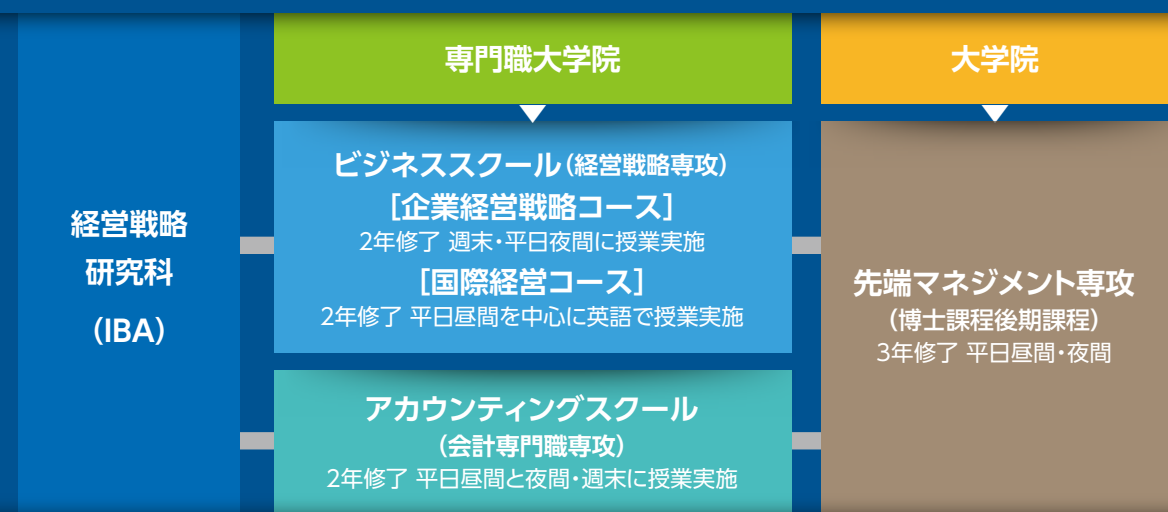 専門職大学院
大学院
経営戦略
研究科
(IBA)
ビジネススクール(経営戦略専攻)
[企業経営戦略コース]
2年修了 週末・平日夜間に授業実施
[国際経営コース]
2年修了 平日昼間を中心に英語で授業実施
アカウンティングスクール
(会計専門職専攻)
2年修了 平日昼間と夜間・週末に授業実施
先端マネジメント専攻
(博士課程後期課程)
3年修了 平日昼間・夜間